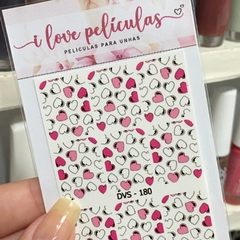 i love películas
PELÍCULAS PARA UNHAS
DVS - 180